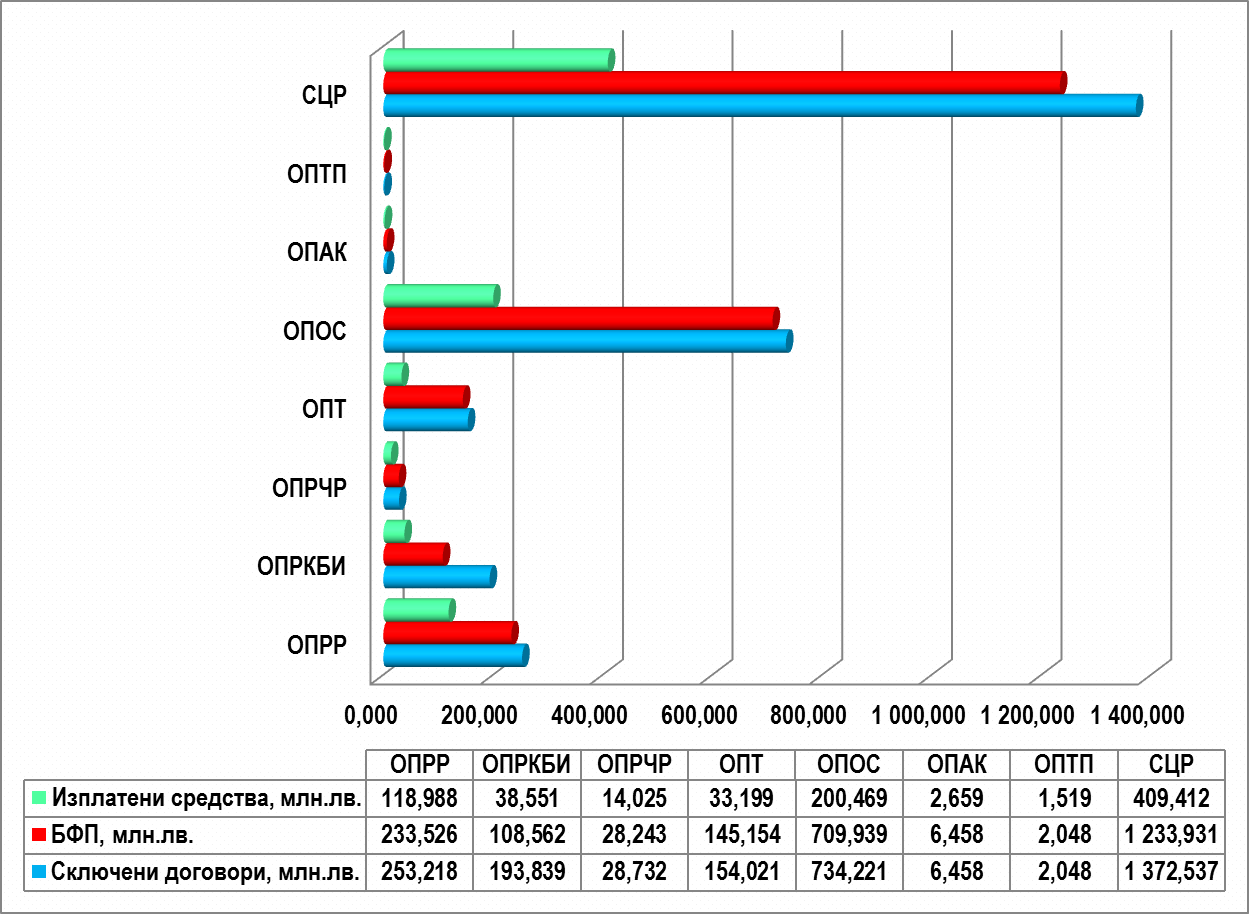 СЦР
ОПТП
ОПАК
ОПОС
ОПТ
ОПРЧР
ОПРКБИ
ОПРР
0,000 200,000 400,000 600,000 800,000 1 000,000 1 200,000 1 400,000
ОПРР ОПРКБИ ОПРЧР ОПТ ОПОС ОПАК ОПТП СЦР
Изплатени средства, млн.лв. 118,988 38,551 14,025 33,199 200,469 2,659 1,519 409,412
БФП, млн.лв. 233,526 108,562 28,243 145,154 709,939 6,458 2,048 1 233,931
Сключени договори, млн.лв. 253,218 193,839 28,732 154,021 734,221 6,458 2,048 1 372,537